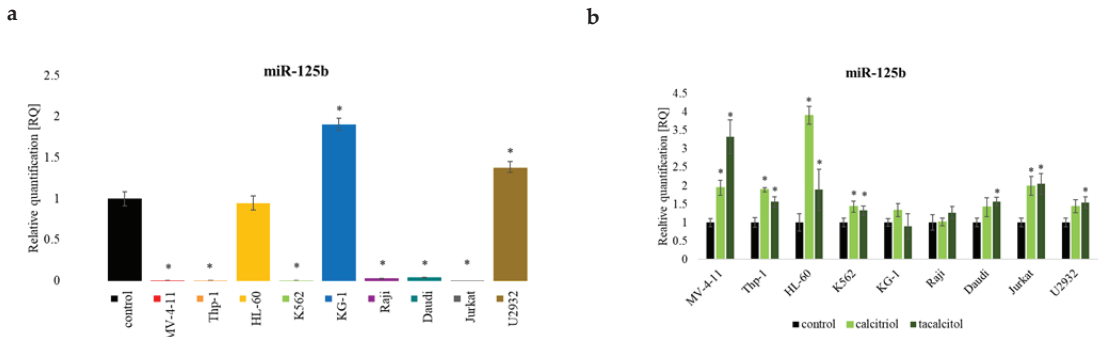 a
miR-125b
Relative quantification [RQ]
2.5
2
1.5
1
0.5
0
* * * * * * * *
control
MV-4-11
Thp-1
HL-60
K562
KG-1
Raji
Daudi
Jurkat
U2932
b
miR-125b
Realtive quantification [RQ]
4.5
4
3.5
3
2.5
2
1.5
1
0.5
0
* * * * * * * * * * * * *
MV-4-11
Thp-1
HL-60
K562
KG-1
Raji
Daudi
Jurkat
U2932
control calcitriol tacalcitol